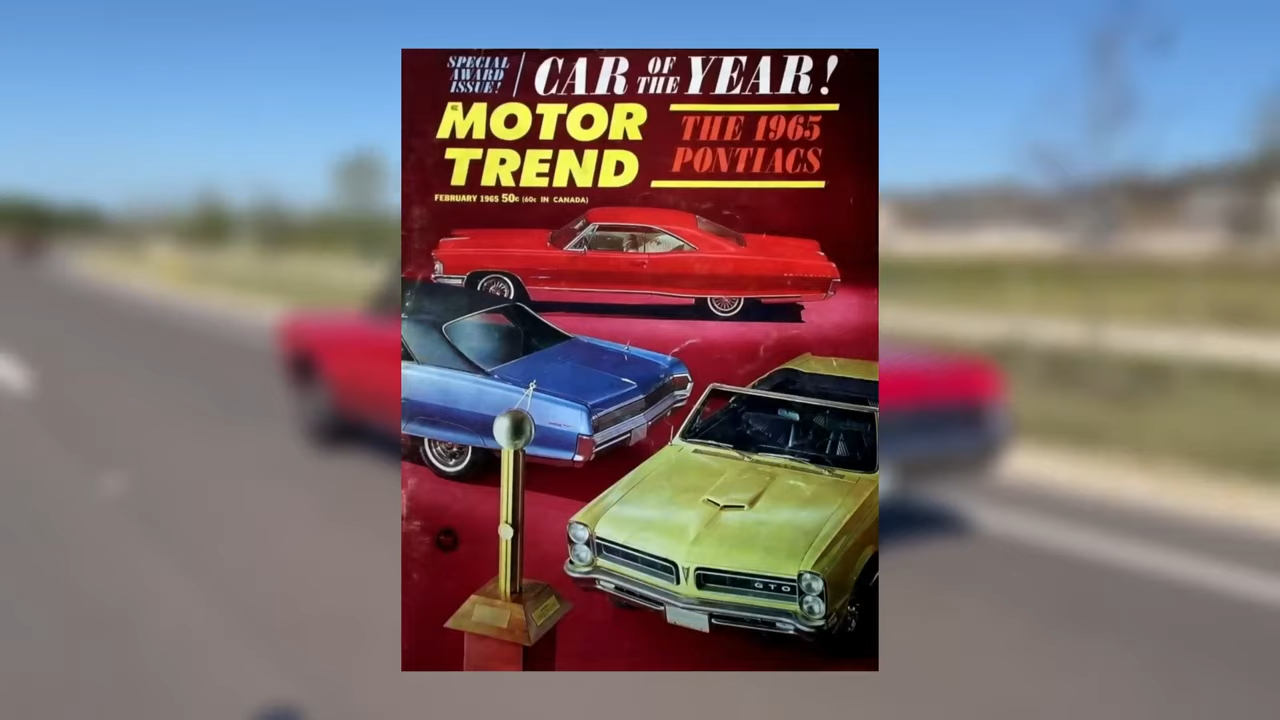 SPECIAL AWARD ISSUE!
CAR OF THE YEAR!
MOTOR TREND
THE 1965 PONTIACS
FEBRUARY 1965 50¢ (60¢ IN CANADA)
GTO